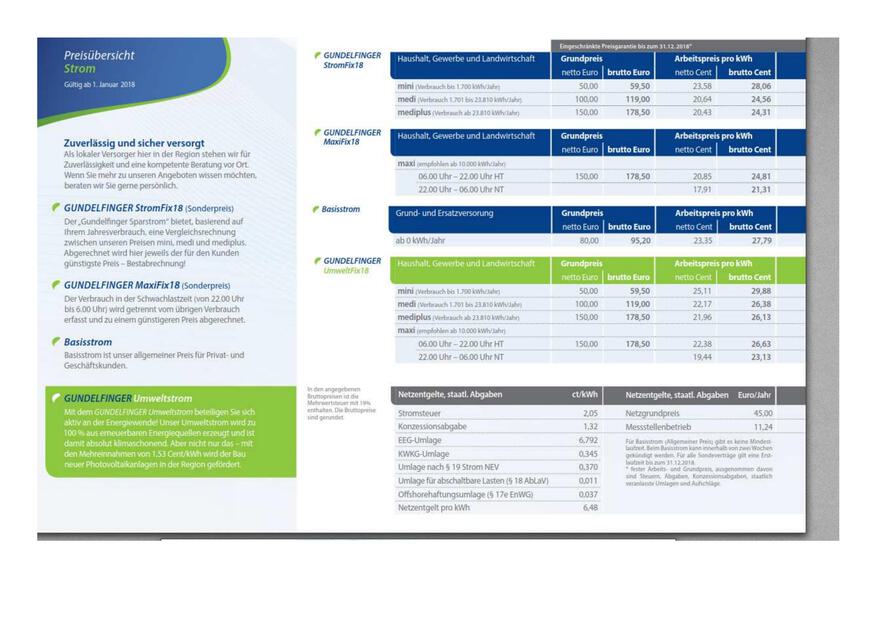 Preisübersicht
Strom
Gültig ab 1. Januar 2018
Zuverlässig und sicher versorgt
Als lokaler Versorger hier in der Region stehen wir für
Zuverlässigkeit und eine kompetente Beratung vor Ort.
Wenn Sie mehr zu unseren Angeboten wissen möchten,
beraten wir Sie gerne persönlich.
GUNDELFINGER StromFix18 (Sonderpreis)
Der „Gundelfinger Sparstrom“ bietet, basierend auf
Ihrem Jahresverbrauch, eine Vergleichsrechnung
zwischen unseren Preisen mini, medi und mediplus.
Abgerechnet wird hier jeweils der für den Kunden
günstigste Preis – Bestabrechnung!
GUNDELFINGER MaxiFix18 (Sonderpreis)
Der Verbrauch in der Schwachlastzeit (von 22.00 Uhr
bis 6.00 Uhr) wird getrennt vom übrigen Verbrauch
erfasst und zu einem günstigeren Preis abgerechnet.
Basisstrom
Basisstrom ist unser allgemeiner Preis für Privat- und
Geschäftskunden.
GUNDELFINGER Umweltstrom
Mit dem GUNDELFINGER Umweltstrom beteiligen Sie sich
aktiv an der Energiewende! Unser Umweltstrom wird zu
100 % aus erneuerbaren Energiequellen erzeugt und ist
damit absolut klimaschonend. Aber nicht nur das – mit
den Mehreinnahmen von 1,53 Cent/kWh wird der Bau
neuer Photovoltaikanlagen in der Region gefördert.
Eingeschränkte Preisgarantie bis zum 31.12. 2018*
GUNDELFINGER
StromFix18
Haushalt, Gewerbe und Landwirtschaft Grundpreis Arbeitspreis pro kWh
netto Euro brutto Euro netto Cent brutto Cent
mini (Verbrauch bis 1.700 kWh/Jahr) 50,00 59,50 23,58 28,06
medi (Verbrauch 1.701 bis 23.810 kWh/Jahr) 100,00 119,00 20,64 24,56
mediplus (Verbrauch ab 23.810 kWh/Jahr) 150,00 178,50 20,43 24,31
GUNDELFINGER
MaxiFix18
Haushalt, Gewerbe und Landwirtschaft Grundpreis Arbeitspreis pro kWh
netto Euro brutto Euro netto Cent brutto Cent
maxi (empfohlen ab 10.000 kWh/Jahr)
06.00 Uhr – 22.00 Uhr HT 150,00 178,50 20,85 24,81
22.00 Uhr – 06.00 Uhr NT 17,91 21,31
Basisstrom
Grund- und Ersatzversorung Grundpreis Arbeitspreis pro kWh
netto Euro brutto Euro netto Cent brutto Cent
ab 0 kWh/Jahr 80,00 95,20 23,35 27,79
GUNDELFINGER
UmweltFix18
Haushalt, Gewerbe und Landwirtschaft Grundpreis Arbeitspreis pro kWh
netto Euro brutto Euro netto Cent brutto Cent
mini (Verbrauch bis 1.700 kWh/Jahr) 50,00 59,50 25,11 29,88
medi (Verbrauch 1.701 bis 23.810 kWh/Jahr) 100,00 119,00 22,17 26,38
mediplus (Verbrauch ab 23.810 kWh/Jahr) 150,00 178,50 21,96 26,13
maxi (empfohlen ab 10.000 kWh/Jahr)
06.00 Uhr – 22.00 Uhr HT 150,00 178,50 22,38 26,63
22.00 Uhr – 06.00 Uhr NT 19,44 23,13
In den angegebenen
Bruttopreisen ist die
Mehrwertsteuer mit 19%
enthalten. Die Bruttopreise
sind gerundet.
Netzentgelte, staatl. Abgaben ct/kWh
Stromsteuer 2,05
Konzessionsabgabe 1,32
EEG-Umlage 6,792
KWKG-Umlage 0,345
Umlage nach § 19 Strom NEV 0,370
Umlage für abschaltbare Lasten (§ 18 AbLaV) 0,011
Offshorehaftungsumlage (§ 17e EnWG) 0,037
Netzentgelt pro kWh 6,48
Netzentgelte, staatl. Abgaben Euro/Jahr
Netzgrundpreis 45,00
Messstellenbetrieb 11,24
Für Basisstrom (Allgemeiner Preis) gibt es keine Mindest-
laufzeit. Beim Basisstrom kann innerhalb von zwei Wochen
gekündigt werden. Für alle Sonderverträge gilt eine Erst-
laufzeit bis zum 31.12.2018.
* fester Arbeits- und Grundpreis, ausgenommen davon
sind Steuern, Abgaben, Konzessionsabgaben, staatlich
veranlasste Umlagen und Aufschläge.